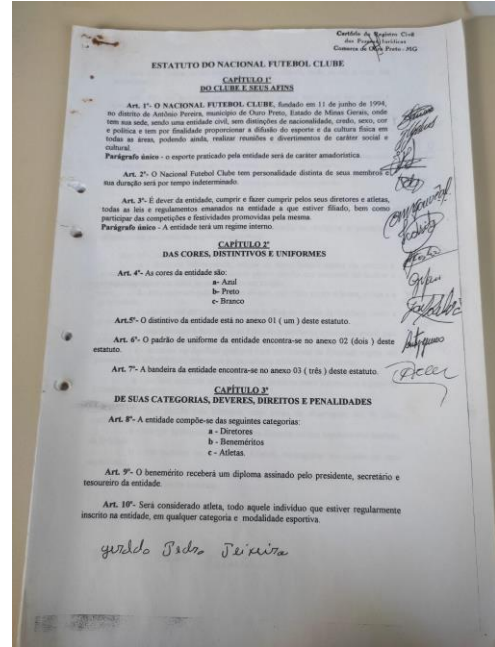 Cartório de Registro Civil
das Pessoas Jurídicas
Comarca de Ouro Preto - MG
ESTATUTO DO NACIONAL FUTEBOL CLUBE
CAPÍTULO 1º
DO CLUBE E SEUS AFINS
Art. 1º- O NACIONAL FUTEBOL CLUBE, fundado em 11 de junho de 1994,
no distrito de Antônio Pereira, município de Ouro Preto, Estado de Minas Gerais, onde
tem sua sede, sendo uma entidade civil, sem distinções de nacionalidade, credo, sexo, cor
e política e tem por finalidade proporcionar a difusão do esporte e da cultura física em
todas as áreas, podendo ainda, realizar reuniões e divertimentos de caráter social e
cultural.
Parágrafo único - o esporte praticado pela entidade será de caráter amadorístico.
Art. 2º- O Nacional Futebol Clube tem personalidade distinta de seus membros e
sua duração será por tempo indeterminado.
Art. 3º- É dever da entidade, cumprir e fazer cumprir pelos seus diretores e atletas,
todas as leis e regulamentos emanados na entidade a que estiver filiado, bem como
participar das competições e festividades promovidas pela mesma.
Parágrafo único - A entidade terá um regime interno.
CAPÍTULO 2º
DAS CORES, DISTINTIVOS E UNIFORMES
Art. 4º- As cores da entidade são:
a- Azul
b- Preto
c- Branco
Art.5º- O distintivo da entidade está no anexo 01 ( um ) deste estatuto.
Art. 6º- O padrão de uniforme da entidade encontra-se no anexo 02 (dois ) deste
estatuto.
Art. 7º- A bandeira da entidade encontra-se no anexo 03 ( três ) deste estatuto.
CAPÍTULO 3º
DE SUAS CATEGORIAS, DEVERES, DIREITOS E PENALIDADES
Art. 8º- A entidade compõe-se das seguintes categorias:
a - Diretores
b - Beneméritos
c - Atletas.
Art. 9º- O benemérito receberá um diploma assinado pelo presidente, secretário e
tesoureiro da entidade.
Art. 10º- Será considerado atleta, todo aquele indivíduo que estiver regularmente
inscrito na entidade, em qualquer categoria e modalidade esportiva.
geraldo Pedro Teixeira